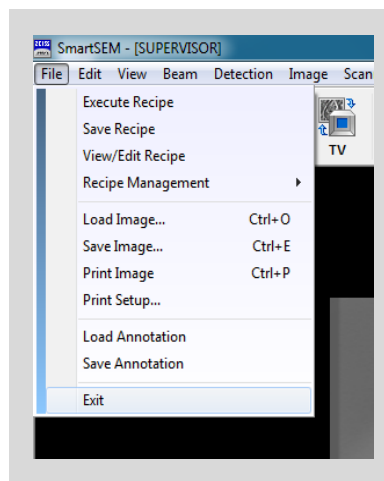 SmartSEM - [SUPERVISOR]
File Edit View Beam Detection Image Scan
Execute Recipe
Save Recipe
View/Edit Recipe
Recipe Management
TV
Load Image... Ctrl+O
Save Image... Ctrl+E
Print Image Ctrl+P
Print Setup...
Load Annotation
Save Annotation
Exit